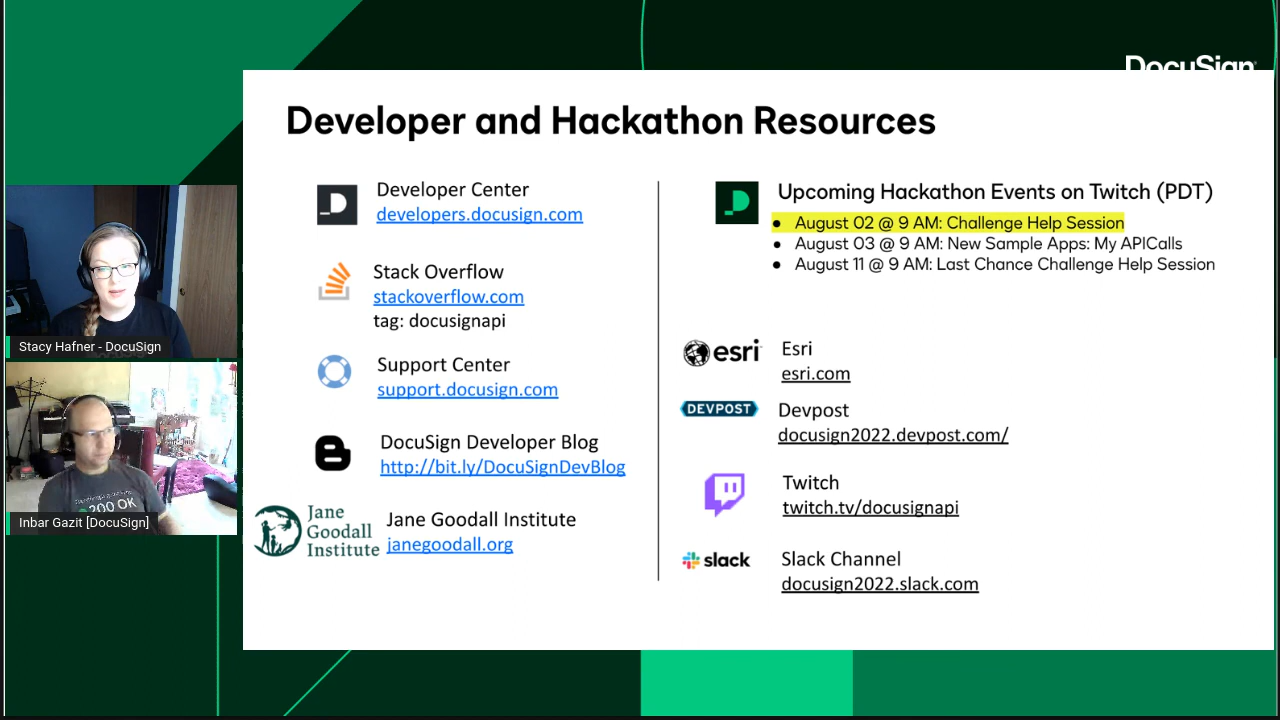 DocuSign
Developer and Hackathon Resources
Developer Center
developers.docusign.com
Stack Overflow
stackoverflow.com
tag: docusignapi
Support Center
support.docusign.com
DocuSign Developer Blog
http://bit.ly/DocuSignDevBlog
Jane
Goodall
Institute
Jane Goodall Institute
janegoodall.org
Upcoming Hackathon Events on Twitch (PDT)
● August 02 @ 9 AM: Challenge Help Session
● August 03 @ 9 AM: New Sample Apps: My APICalls
● August 11 @ 9 AM: Last Chance Challenge Help Session
esri
Esri
esri.com
DEVPOST
Devpost
docusign2022.devpost.com/
Twitch
twitch.tv/docusignapi
slack
Slack Channel
docusign2022.slack.com
Stacy Hafner - DocuSign
200 OK
Inbar Gazit [DocuSign]